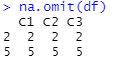 > na.omit(df)
  C1 C2 C3
2  2  2  2
5  5  5  5